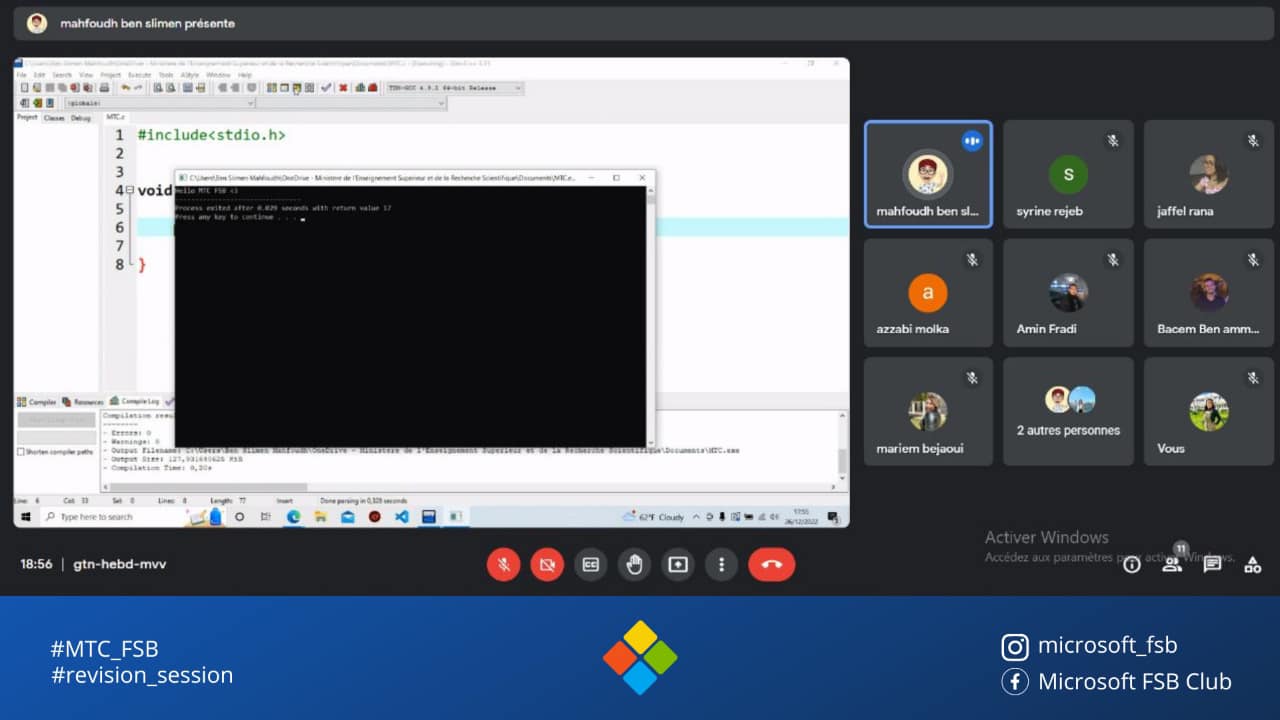 mahfoudh ben slimen présente
File Edit Search View Project Execute Tools AStyle Window Help
TDM-GCC 4.9.2 64-bit Release
(globals)
Project Classes Debug
MTC.c
1 #include<stdio.h>
2
3
4 void
5
6
7
8 }
C:\Users\Ben Slimen Mahfoudh\OneDrive - Ministere de l'Enseignement Superieur et de la Recherche Scientifique\Documents\MTC.e...
Hello MTC FSB <3
--------------------------------
Process exited after 0.029 seconds with return value 17
Press any key to continue . . .
Compiler Resources Compile Log
Shorten compiler paths
Compilation resu
--------
- Errors: 0
- Warnings: 0
- Output Filename: C:\Users\Ben Slimen Mahfoudh\OneDrive - Ministere de l'Enseignement Superieur et de la Recherche Scientifique\Documents\MTC.exe
- Output Size: 127,931640625 KiB
- Compilation Time: 0,20s
Line: 6 Col: 33 Sel: 0 Lines: 8 Length: 77 Insert Done parsing in 0,109 seconds
Type here to search
62°F Cloudy
17:55
26/12/2022
mahfoudh ben sl...
s
syrine rejeb
jaffel rana
a
azzabi molka
Amin Fradi
Bacem Ben amm...
mariem bejaoui
2 autres personnes
Vous
Activer Windows
Accédez aux paramètres pour activer Windows.
18:56 | gtn-hebd-mvv
CC
11
#MTC_FSB
#revision_session
microsoft_fsb
Microsoft FSB Club